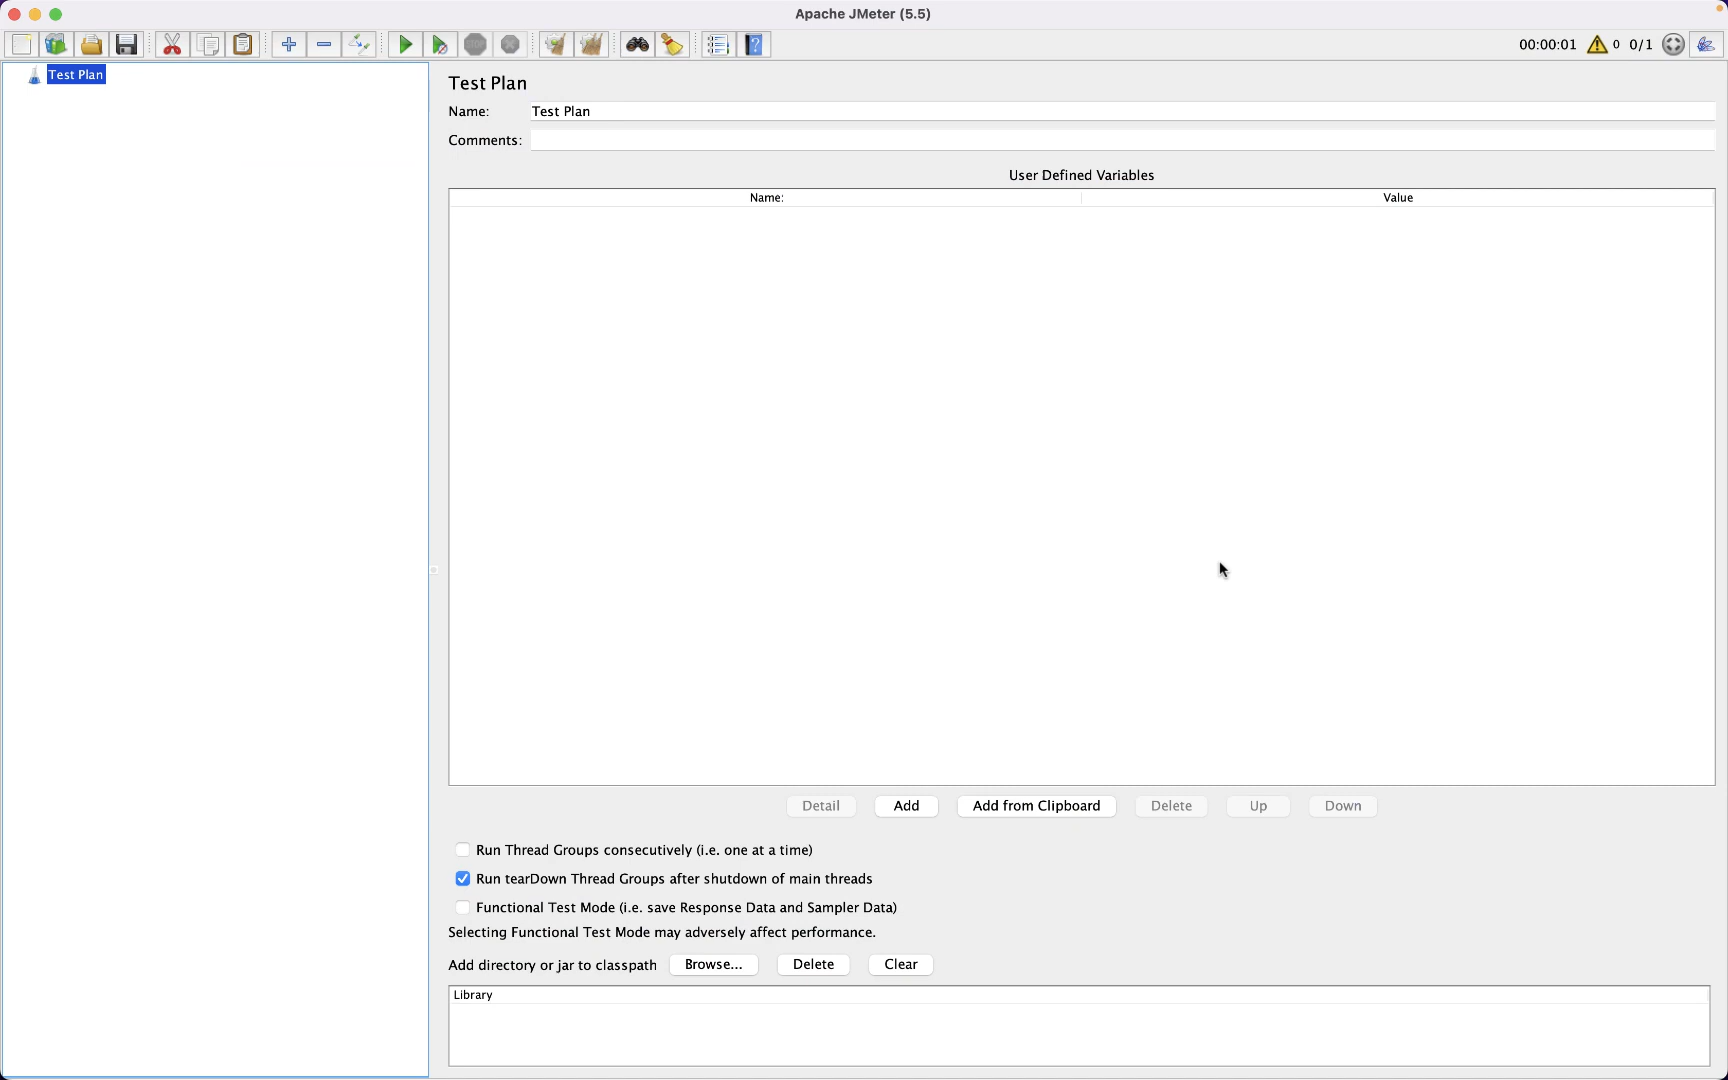 Apache JMeter (5.5)
00:00:01 0 0/1
Test Plan
Test Plan
Name: Test Plan
Comments:
User Defined Variables
Name: Value
Detail Add Add from Clipboard Delete Up Down
Run Thread Groups consecutively (i.e. one at a time)
Run tearDown Thread Groups after shutdown of main threads
Functional Test Mode (i.e. save Response Data and Sampler Data)
Selecting Functional Test Mode may adversely affect performance.
Add directory or jar to classpath Browse... Delete Clear
Library